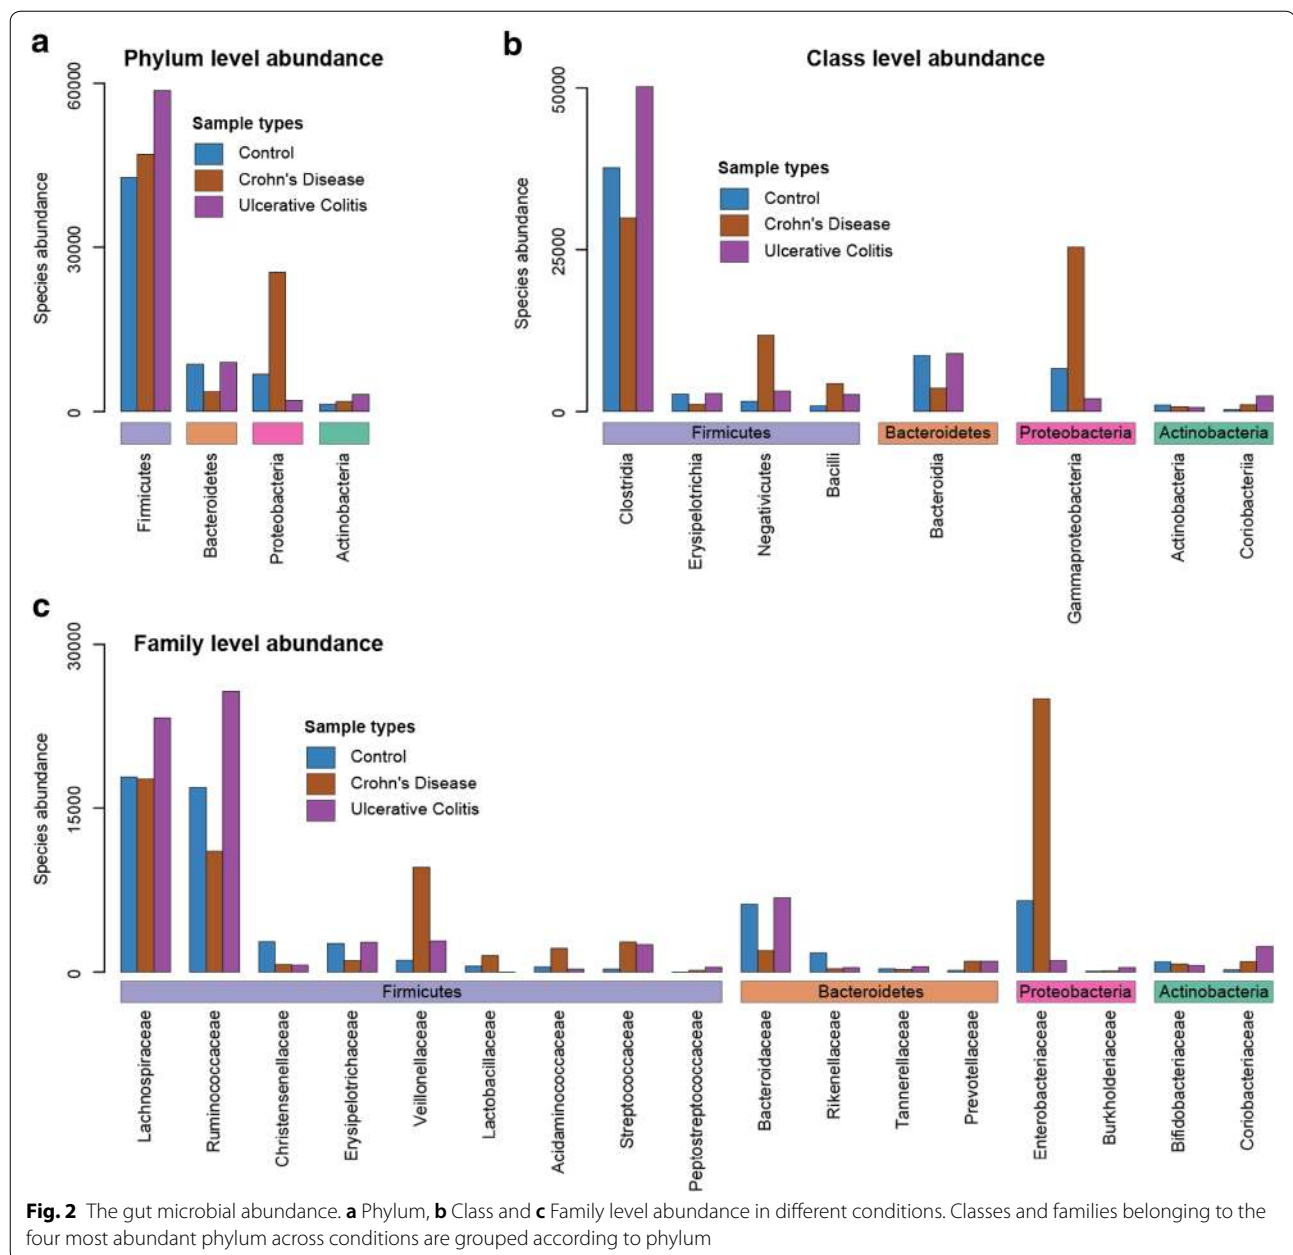 a
Phylum level abundance
60000
30000
0
Species abundance
Sample types
Control
Crohn's Disease
Ulcerative Colitis
Firmicutes
Bacteroidetes
Proteobacteria
Actinobacteria
b
Class level abundance
50000
25000
0
Species abundance
Sample types
Control
Crohn's Disease
Ulcerative Colitis
Firmicutes
Bacteroidetes
Proteobacteria
Actinobacteria
Clostridia
Erysipelotrichia
Negativicutes
Bacilli
Bacteroidia
Gammaproteobacteria
Actinobacteria
Coriobacteriia
c
Family level abundance
30000
15000
0
Species abundance
Sample types
Control
Crohn's Disease
Ulcerative Colitis
Firmicutes
Bacteroidetes
Proteobacteria
Actinobacteria
Lachnospiraceae
Ruminococcaceae
Christensenellaceae
Erysipelotrichaceae
Veillonellaceae
Lactobacillaceae
Acidaminococcaceae
Streptococcaceae
Peptostreptococcaceae
Bacteroidaceae
Rikenellaceae
Tannerellaceae
Prevotellaceae
Enterobacteriaceae
Burkholderiaceae
Bifidobacteriaceae
Coriobacteriaceae
Fig. 2 The gut microbial abundance. a Phylum, b Class and c Family level abundance in different conditions. Classes and families belonging to the
four most abundant phylum across conditions are grouped according to phylum